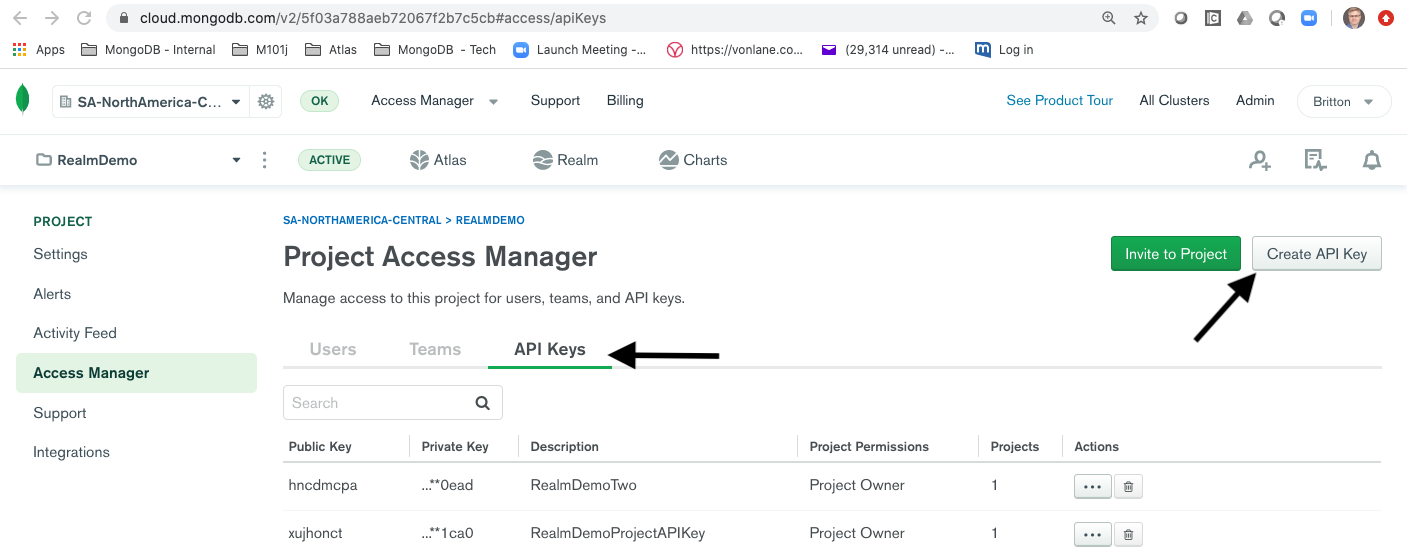 cloud.mongodb.com/v2/5f03a788aeb72067f2b7c5cb#access/apiKeys
Apps MongoDB - Internal M101j Atlas MongoDB - Tech Launch Meeting -... https://vonlane.co... (29,314 unread) -... Log in
SA-NorthAmerica-C... OK Access Manager Support Billing See Product Tour All Clusters Admin Britton
RealmDemo ACTIVE Atlas Realm Charts
PROJECT
Settings
Alerts
Activity Feed
Access Manager
Support
Integrations
SA-NORTHAMERICA-CENTRAL > REALMDEMO
Project Access Manager
Invite to Project Create API Key
Manage access to this project for users, teams, and API keys.
Users Teams API Keys
Search
Public Key Private Key Description Project Permissions Projects Actions
hncdmcpa ...**0ead RealmDemoTwo Project Owner 1
xujhonct ...**1ca0 RealmDemoProjectAPIKey Project Owner 1